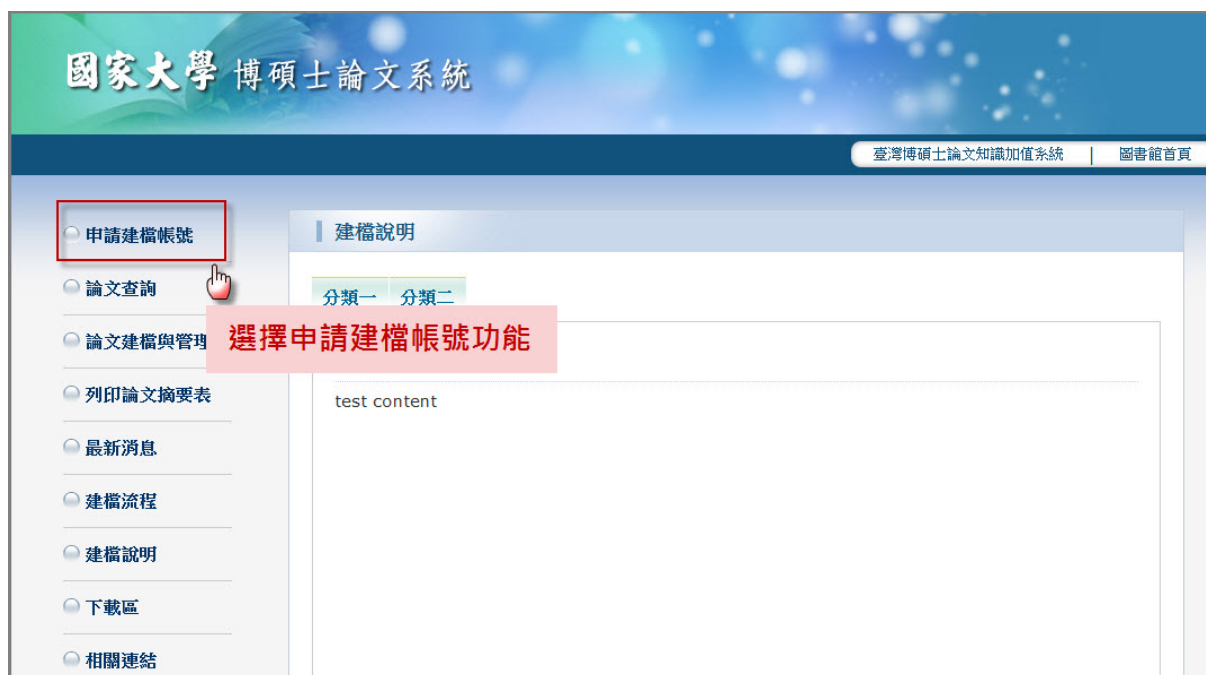 國家大學 博碩士論文系統
臺灣博碩士論文知識加值系統 | 圖書館首頁
申請建檔帳號
論文查詢
論文建檔與管理
列印論文摘要表
最新消息
建檔流程
建檔說明
下載區
相關連結
建檔說明
分類一 分類二
選擇申請建檔帳號功能
test content